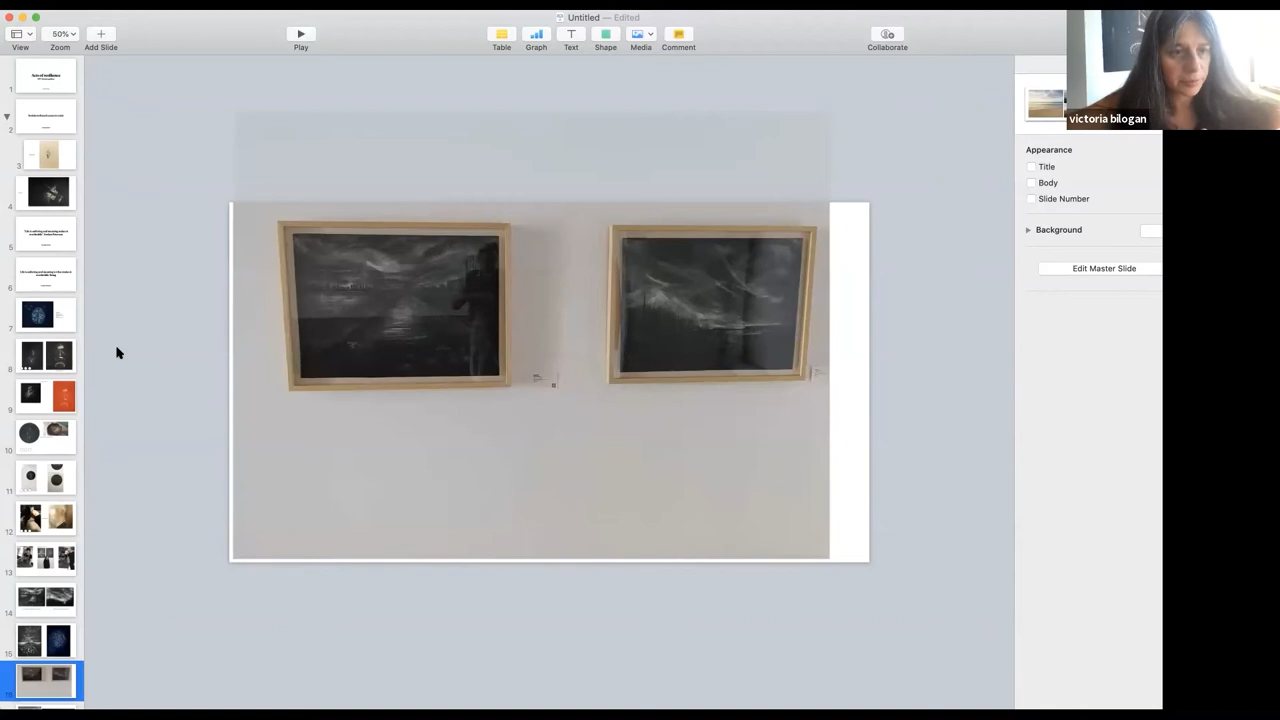 Untitled — Edited
50%
View
Zoom
Add Slide
Play
Table
Graph
Text
Shape
Media
Comment
Collaborate
victoria bilogan
Appearance
Title
Body
Slide Number
Background
Edit Master Slide
1
2
3
4
5
6
7
8
9
10
11
12
13
14
15
16